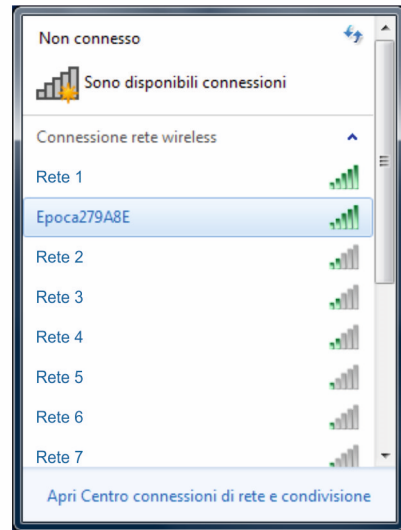 Non connesso
Sono disponibili connessioni
Connessione rete wireless
Rete 1
Epoca279A8E
Rete 2
Rete 3
Rete 4
Rete 5
Rete 6
Rete 7
Apri Centro connessioni di rete e condivisione